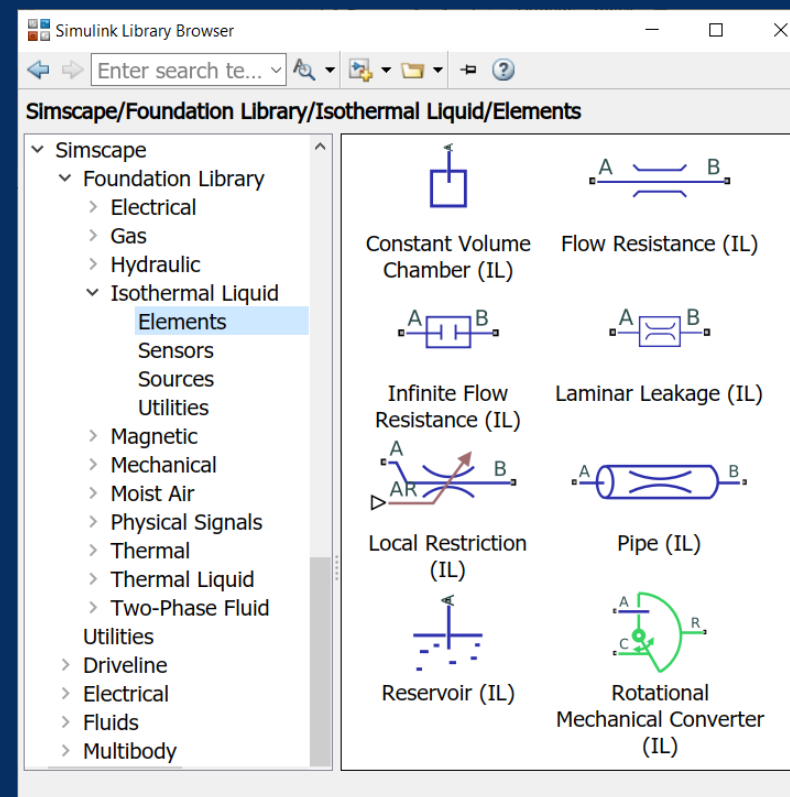 Simulink Library Browser
Enter search te...
Simscape/Foundation Library/Isothermal Liquid/Elements
Simscape
Foundation Library
Electrical
Gas
Hydraulic
Isothermal Liquid
Elements
Sensors
Sources
Utilities
Magnetic
Mechanical
Moist Air
Physical Signals
Thermal
Thermal Liquid
Two-Phase Fluid
Utilities
Driveline
Electrical
Fluids
Multibody
A
Constant Volume
Chamber (IL)
A B
Flow Resistance (IL)
A B
Infinite Flow
Resistance (IL)
A B
Laminar Leakage (IL)
A
B
AR
Local Restriction
(IL)
A B
Pipe (IL)
A
Reservoir (IL)
A
R
C
Rotational
Mechanical Converter
(IL)